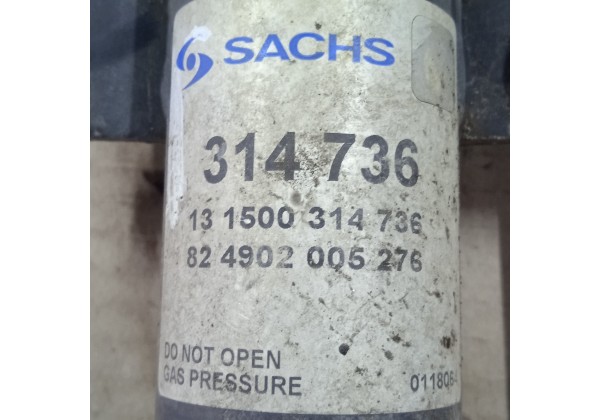 SACHS
314 736
13 1500 314 736
82 4902 005 276
DO NOT OPEN
GAS PRESSURE